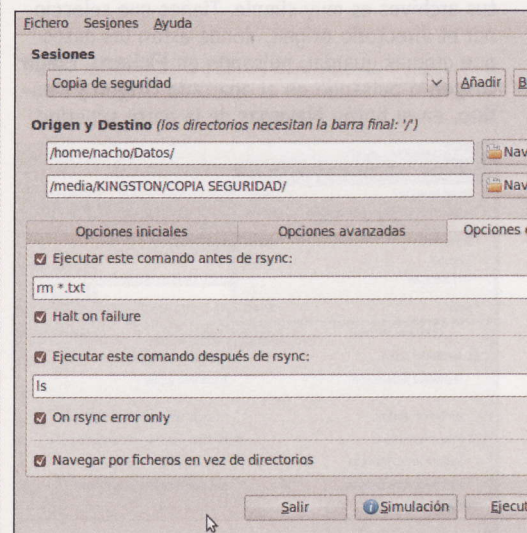 Fichero Sesiones Ayuda
Sesiones
Copia de seguridad
Añadir
Origen y Destino (los directorios necesitan la barra final: '/')
/home/nacho/Datos/
/media/KINGSTON/COPIA SEGURIDAD/
Opciones iniciales Opciones avanzadas Opciones
Ejecutar este comando antes de rsync:
rm *.txt
Halt on failure
Ejecutar este comando después de rsync:
ls
On rsync error only
Navegar por ficheros en vez de directorios
Salir Simulación